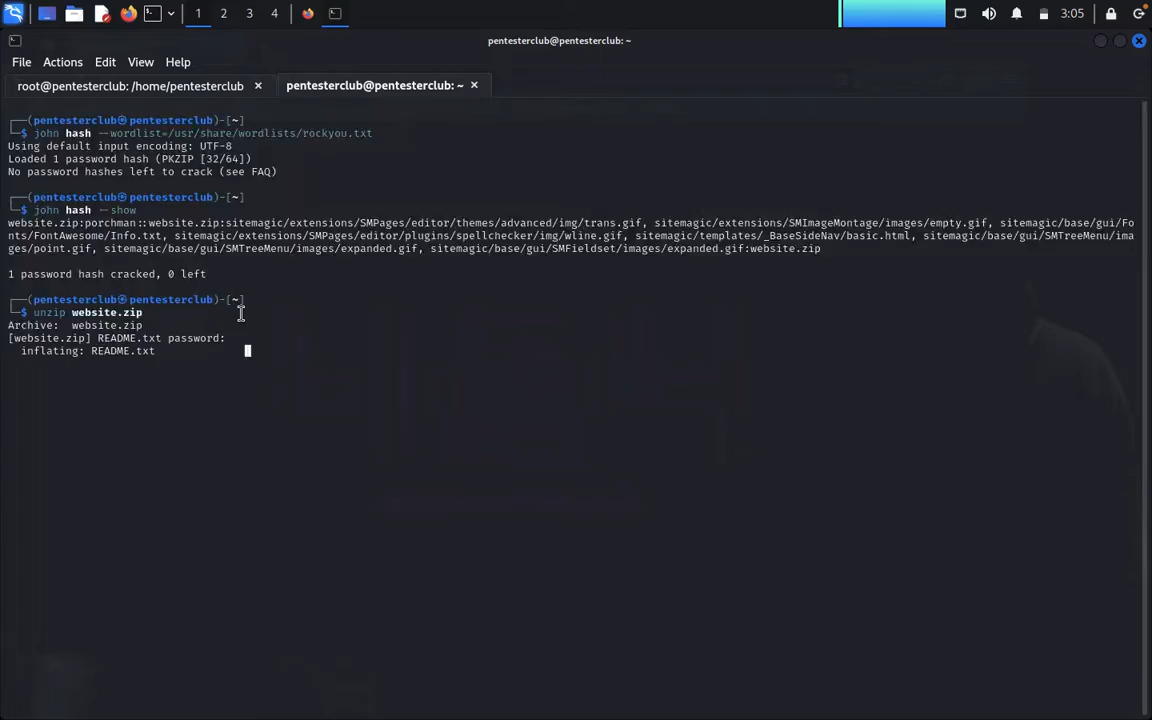 1 2 3 4 3:05
pentesterclub@pentesterclub: ~
File Actions Edit View Help
root@pentesterclub: /home/pentesterclub × pentesterclub@pentesterclub: ~ ×
┌──(pentesterclub㉿pentesterclub)-[~]
└─$ john hash --wordlist=/usr/share/wordlists/rockyou.txt
Using default input encoding: UTF-8
Loaded 1 password hash (PKZIP [32/64])
No password hashes left to crack (see FAQ)
┌──(pentesterclub㉿pentesterclub)-[~]
└─$ john hash --show
website.zip:porchman::website.zip:sitemagic/extensions/SMPages/editor/themes/advanced/img/trans.gif, sitemagic/extensions/SMImageMontage/images/empty.gif, sitemagic/base/gui/Fo
nts/FontAwesome/Info.txt, sitemagic/extensions/SMPages/editor/plugins/spellchecker/img/wline.gif, sitemagic/templates/_BaseSideNav/basic.html, sitemagic/base/gui/SMTreeMenu/ima
ges/point.gif, sitemagic/base/gui/SMTreeMenu/images/expanded.gif, sitemagic/base/gui/SMFieldset/images/expanded.gif:website.zip
1 password hash cracked, 0 left
┌──(pentesterclub㉿pentesterclub)-[~]
└─$ unzip website.zip
Archive: website.zip
[website.zip] README.txt password:
inflating: README.txt